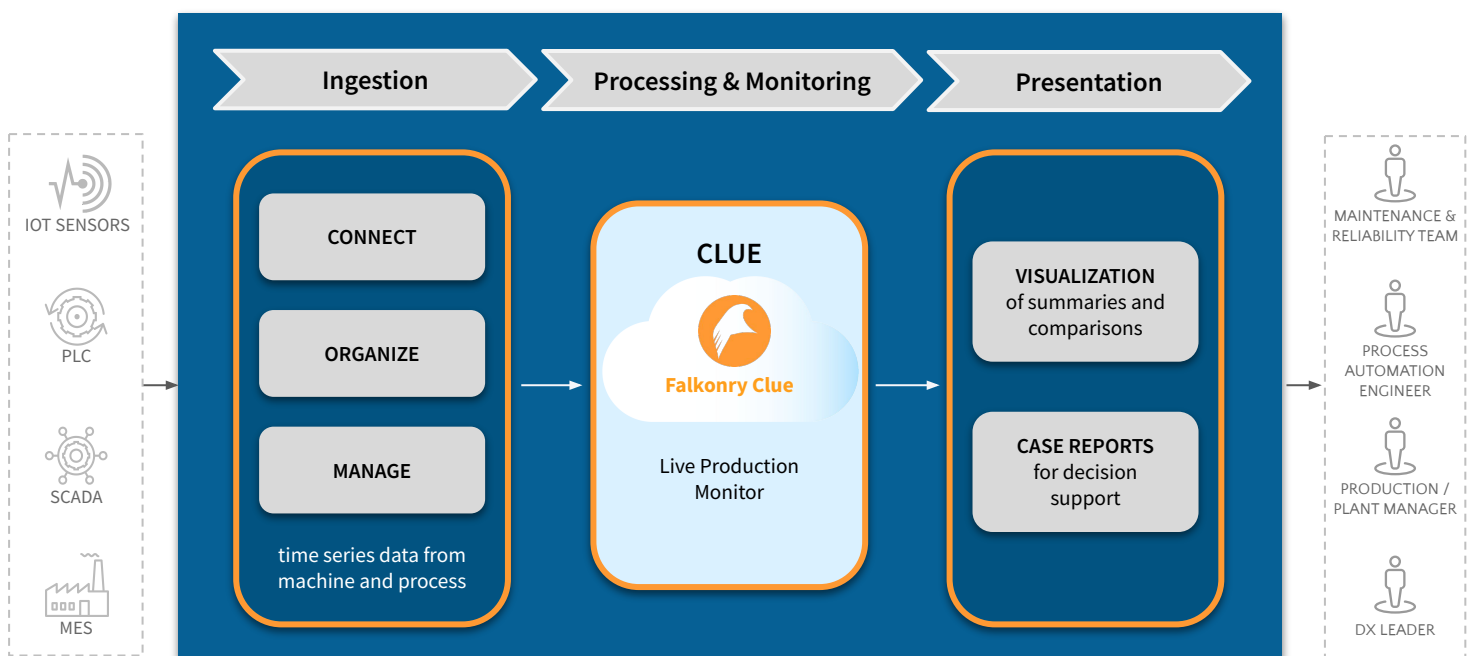 Ingestion
Processing & Monitoring
Presentation
IOT SENSORS
PLC
SCADA
MES
CONNECT
ORGANIZE
MANAGE
time series data from
machine and process
CLUE
Falkonry Clue
Live Production
Monitor
VISUALIZATION
of summaries and
comparisons
CASE REPORTS
for decision
support
MAINTENANCE &
RELIABILITY TEAM
PROCESS
AUTOMATION
ENGINEER
PRODUCTION /
PLANT MANAGER
DX LEADER